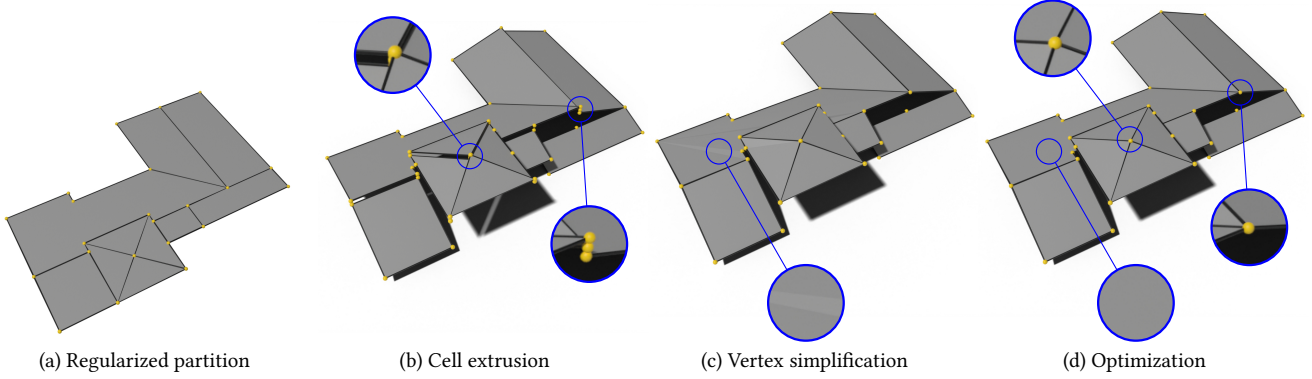 (a) Regularized partition
(b) Cell extrusion
(c) Vertex simplification
(d) Optimization